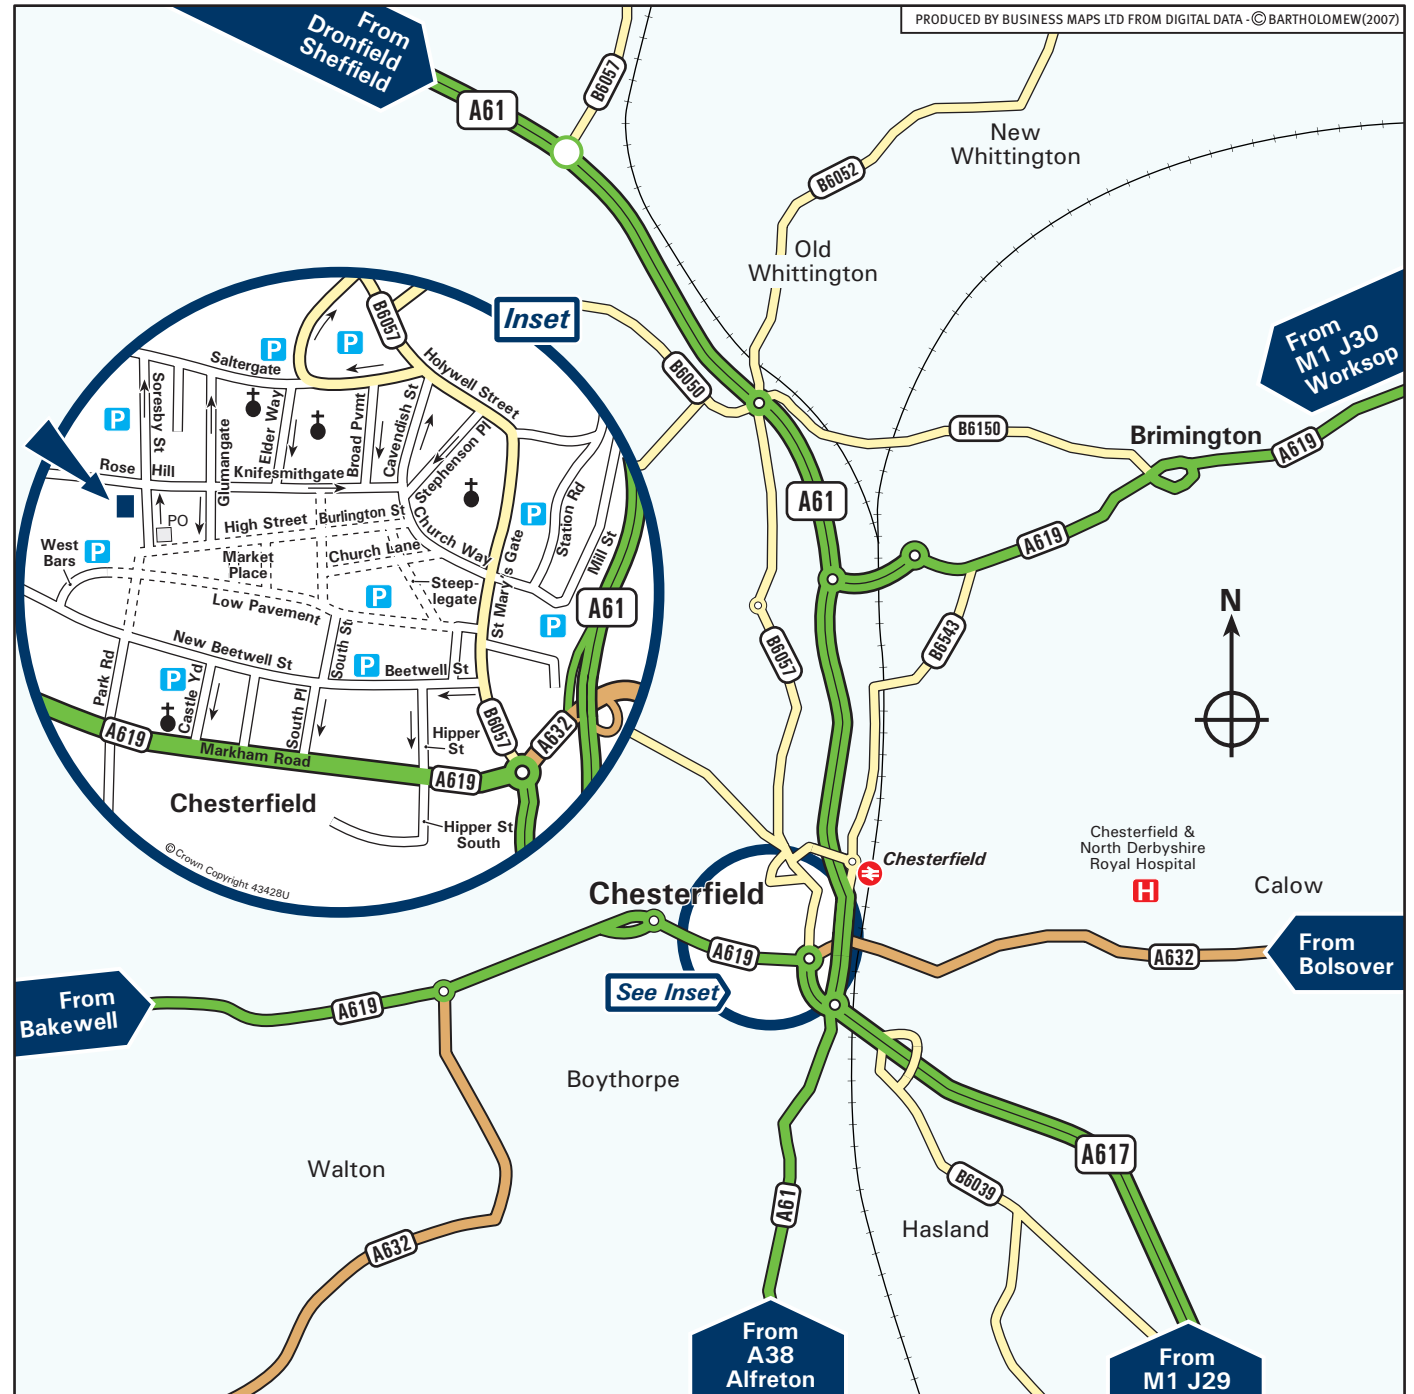 PRODUCED BY BUSINESS MAPS LTD FROM DIGITAL DATA - © BARTHOLOMEW(2007)
From
Dronfield
Sheffield
A61
B6057
New
Whittington
B6052
Old
Whittington
Inset
B6050
From
M1 J30
Worksop
B6150
Brimington
A619
A61
A619
B6057
B6543
N
B6057
P
P
Saltergate
Holywell Street
Soresby St
P
Glumangate
Elder Way
Broad Pvmt
Cavendish St
Stephenson Pl
Rose Hill
Knifesmithgate
PO
High Street
Burlington St
P
Station Rd
Mill St
West
Bars
P
Market
Place
Church Lane
Church Way
St Mary's Gate
Steep-
legate
A61
P
P
Low Pavement
New Beetwell St
South St
P
Beetwell St
Park Rd
P
Castle Yd
South Pl
B6057
A632
A619
Markham Road
Hipper
St
A619
Chesterfield
Hipper St
South
© Crown Copyright 43428U
Chesterfield
Chesterfield &
North Derbyshire
Royal Hospital
H
Calow
Chesterfield
A619
A632
From
Bolsover
See Inset
From
Bakewell
A619
Boythorpe
Walton
A617
A61
B6039
Hasland
A632
From
A38
Alfreton
From
M1 J29